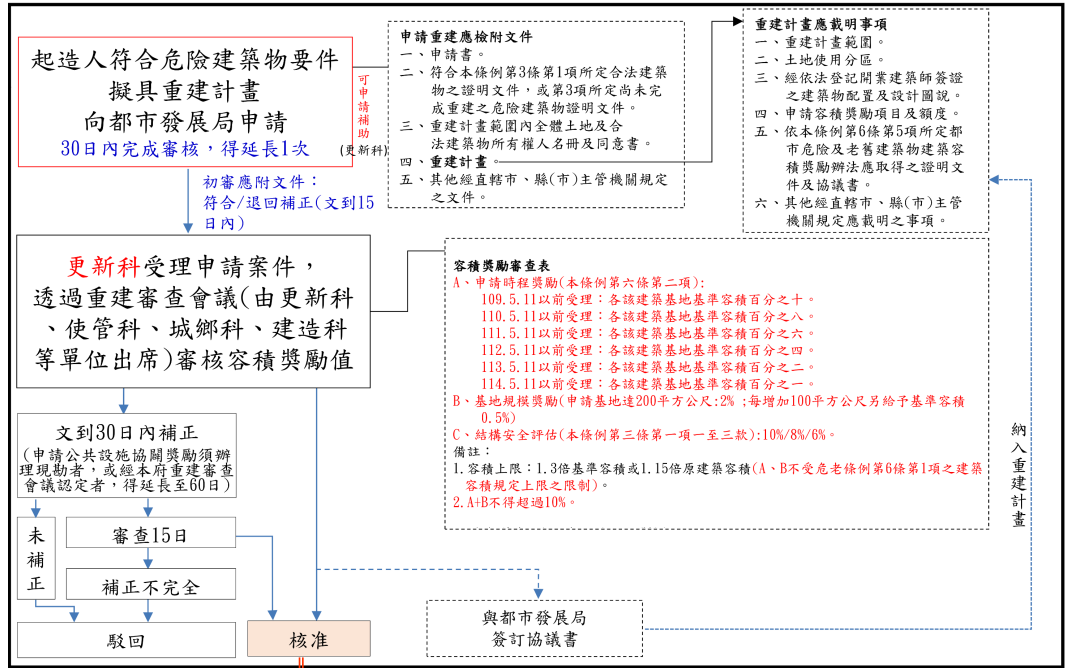 起造人符合危險建築物要件
擬具重建計畫
向都市發展局申請
30日內完成審核，得延長1次
可申請補助
(更新科)
申請重建應檢附文件
一、申請書。
二、符合本條例第3條第1項所定合法建築
物之證明文件，或第3項所定尚未完
成重建之危險建築物證明文件。
三、重建計畫範圍內全體土地及合
法建築物所有權人名冊及同意書。
四、重建計畫。
五、其他經直轄市、縣(市)主管機關規定
之文件。
重建計畫應載明事項
一、重建計畫範圍。
二、土地使用分區。
三、經依法登記開業建築師簽證
之建築物配置及設計圖說。
四、申請容積獎勵項目及額度。
五、依本條例第6條第5項所定都
市危險及老舊建築物建築容
積獎勵辦法應取得之證明文
件及協議書。
六、其他經直轄市、縣(市)主管
機關規定應載明之事項。
初審應附文件：
符合/退回補正(文到15
日內)
更新科受理申請案件，
透過重建審查會議(由更新科
、使管科、城鄉科、建造科
等單位出席)審核容積獎勵值
容積獎勵審查表
A、申請時程獎勵(本條例第六條第二項):
109.5.11以前受理：各該建築基地基準容積百分之十。
110.5.11以前受理：各該建築基地基準容積百分之八。
111.5.11以前受理：各該建築基地基準容積百分之六。
112.5.11以前受理：各該建築基地基準容積百分之四。
113.5.11以前受理：各該建築基地基準容積百分之二。
114.5.11以前受理：各該建築基地基準容積百分之一。
B、基地規模獎勵(申請基地達200平方公尺:2% ;每增加100平方公尺另給予基準容積
0.5%)
C、結構安全評估(本條例第三條第一項一至三款):10%/8%/6%。
備註：
1.容積上限：1.3倍基準容積或1.15倍原建築容積(A、B不受危老條例第6條第1項之建築
容積規定上限之限制)。
2.A+B不得超過10%。
文到30日內補正
(申請公共設施協闢獎勵須辦
理現勘者，或經本府重建審查
會議認定者，得延長至60日)
未補正
審查15日
補正不完全
駁回
核准
與都市發展局
簽訂協議書
納入重建計畫